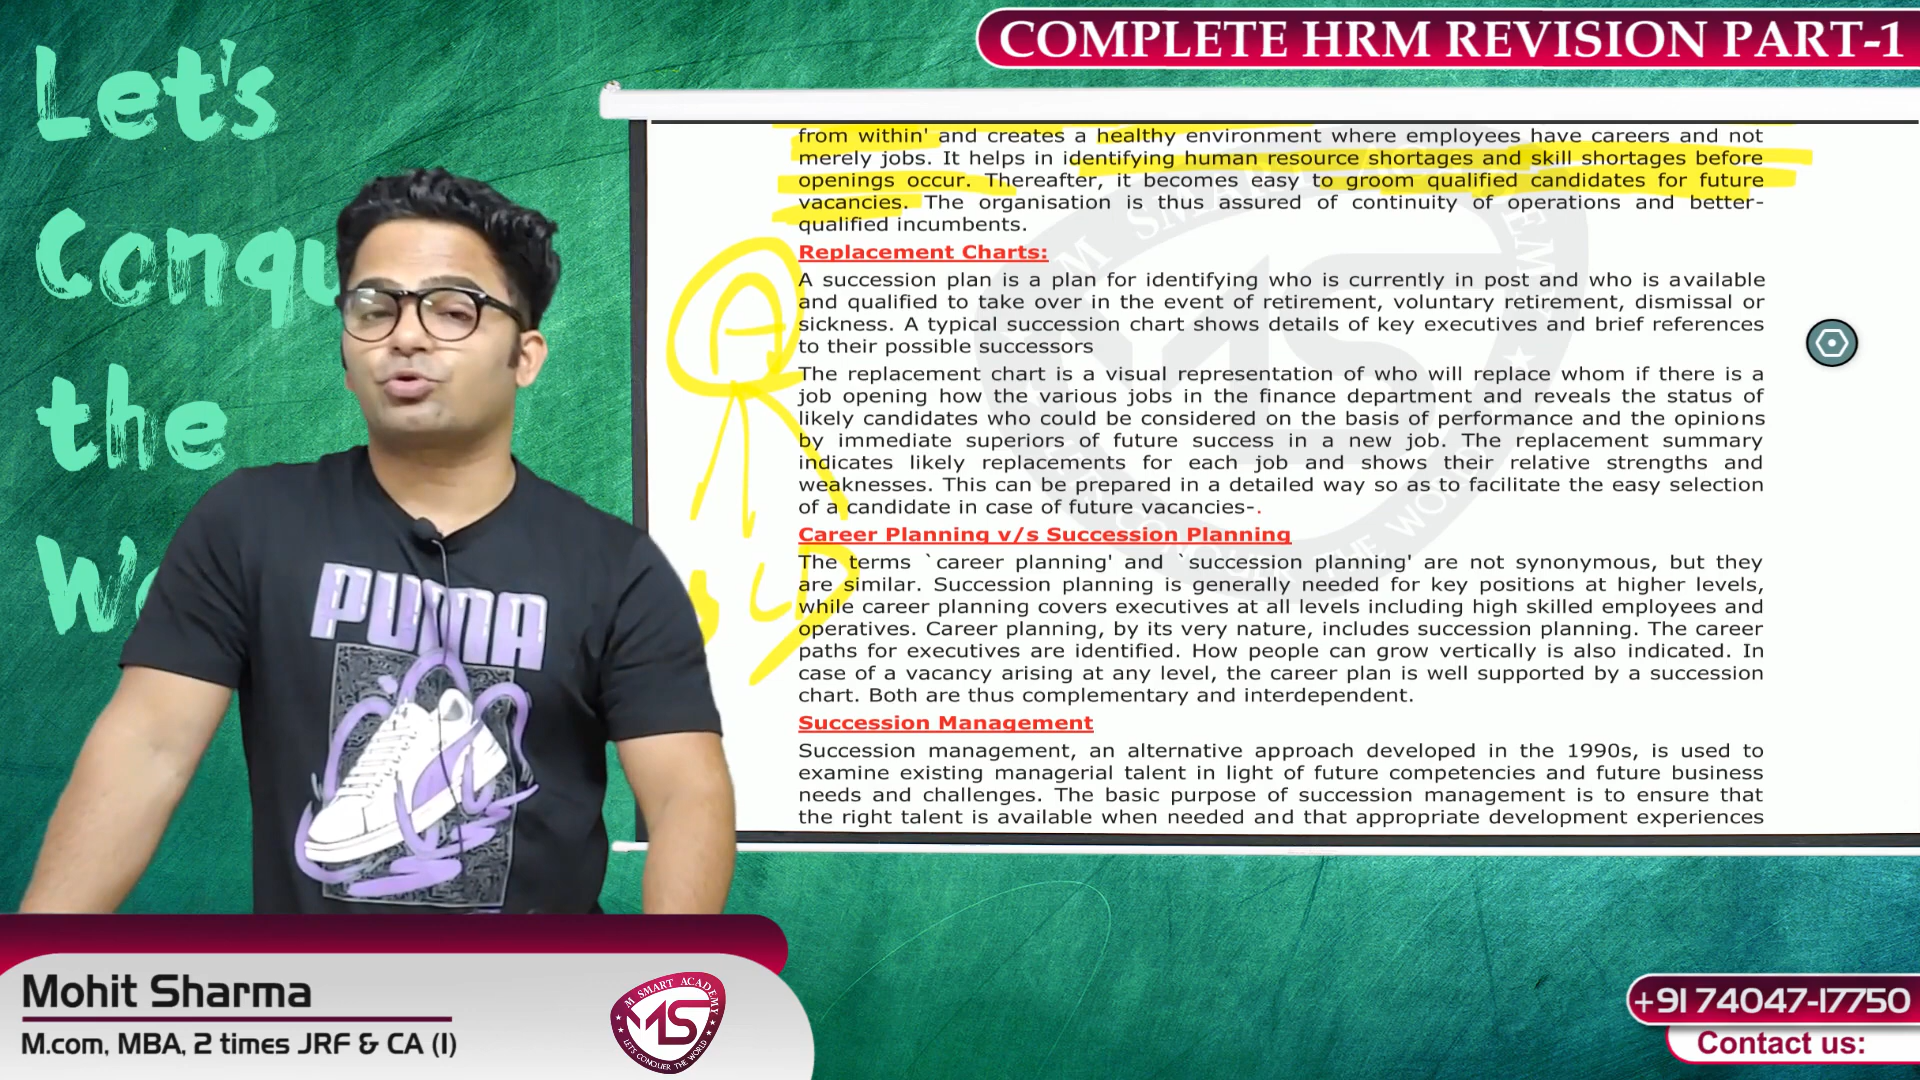 COMPLETE HRM REVISION PART-1
Let's
Conqu
the
Wo
from within' and creates a healthy environment where employees have careers and not
merely jobs. It helps in identifying human resource shortages and skill shortages before
openings occur. Thereafter, it becomes easy to groom qualified candidates for future
vacancies. The organisation is thus assured of continuity of operations and better-
qualified incumbents.
Replacement Charts:
A succession plan is a plan for identifying who is currently in post and who is available
and qualified to take over in the event of retirement, voluntary retirement, dismissal or
sickness. A typical succession chart shows details of key executives and brief references
to their possible successors
The replacement chart is a visual representation of who will replace whom if there is a
job opening how the various jobs in the finance department and reveals the status of
likely candidates who could be considered on the basis of performance and the opinions
by immediate superiors of future success in a new job. The replacement summary
indicates likely replacements for each job and shows their relative strengths and
weaknesses. This can be prepared in a detailed way so as to facilitate the easy selection
of a candidate in case of future vacancies-.
Career Planning v/s Succession Planning
The terms `career planning' and `succession planning' are not synonymous, but they
are similar. Succession planning is generally needed for key positions at higher levels,
while career planning covers executives at all levels including high skilled employees and
operatives. Career planning, by its very nature, includes succession planning. The career
paths for executives are identified. How people can grow vertically is also indicated. In
case of a vacancy arising at any level, the career plan is well supported by a succession
chart. Both are thus complementary and interdependent.
Succession Management
Succession management, an alternative approach developed in the 1990s, is used to
examine existing managerial talent in light of future competencies and future business
needs and challenges. The basic purpose of succession management is to ensure that
the right talent is available when needed and that appropriate development experiences
A
PUMA
Mohit Sharma
M.com, MBA, 2 times JRF & CA (I)
M SMART ACADEMY
MS
LET'S CONQUER THE WORLD
+91 74047-17750
Contact us: